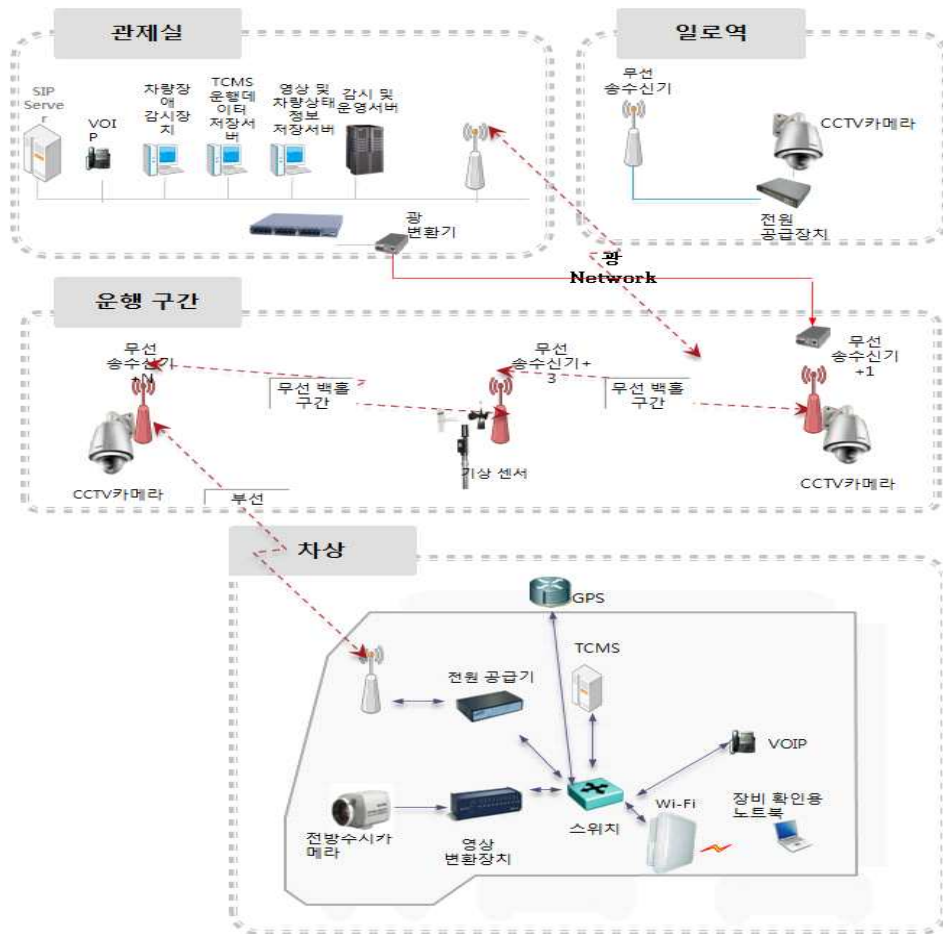 관제실
일로역
SIP
Serve
r
VOI
P
차량장
애
감시장
치
TCMS
운행데
이터
저장서
버
영상 및
차량상태
정보
저장서버
감시 및
운영서버
광
변환기
무선
송수신기
CCTV카메라
전원
공급장치
광
Network
운행 구간
무선
송수신기
+N
무선 백홀
구간
무선
송수신기+
3
무선 백홀
구간
무선
송수신기
+1
기상 센서
CCTV카메라
CCTV카메라
무선
차상
GPS
TCMS
전원 공급기
VOIP
전방수시카
메라
영상
변환장치
스위치
Wi-Fi
장비 확인용
노트북